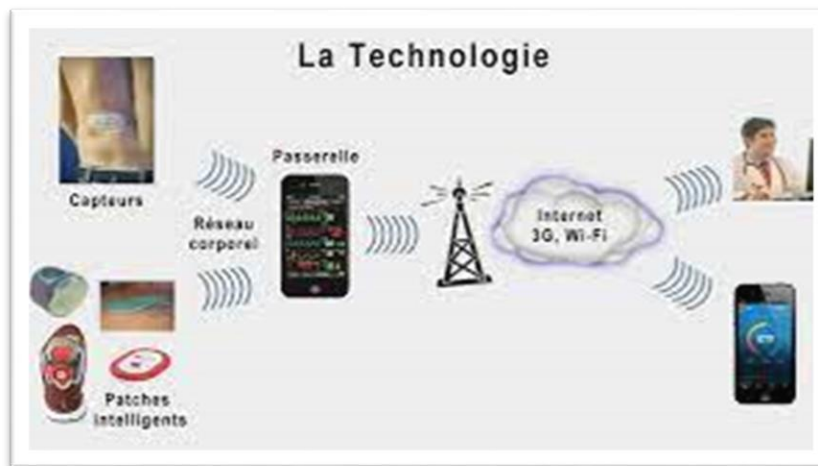 La Technologie
Capteurs
Passerelle
Réseau
corporel
Internet
3G, Wi-Fi
Patches
intelligents